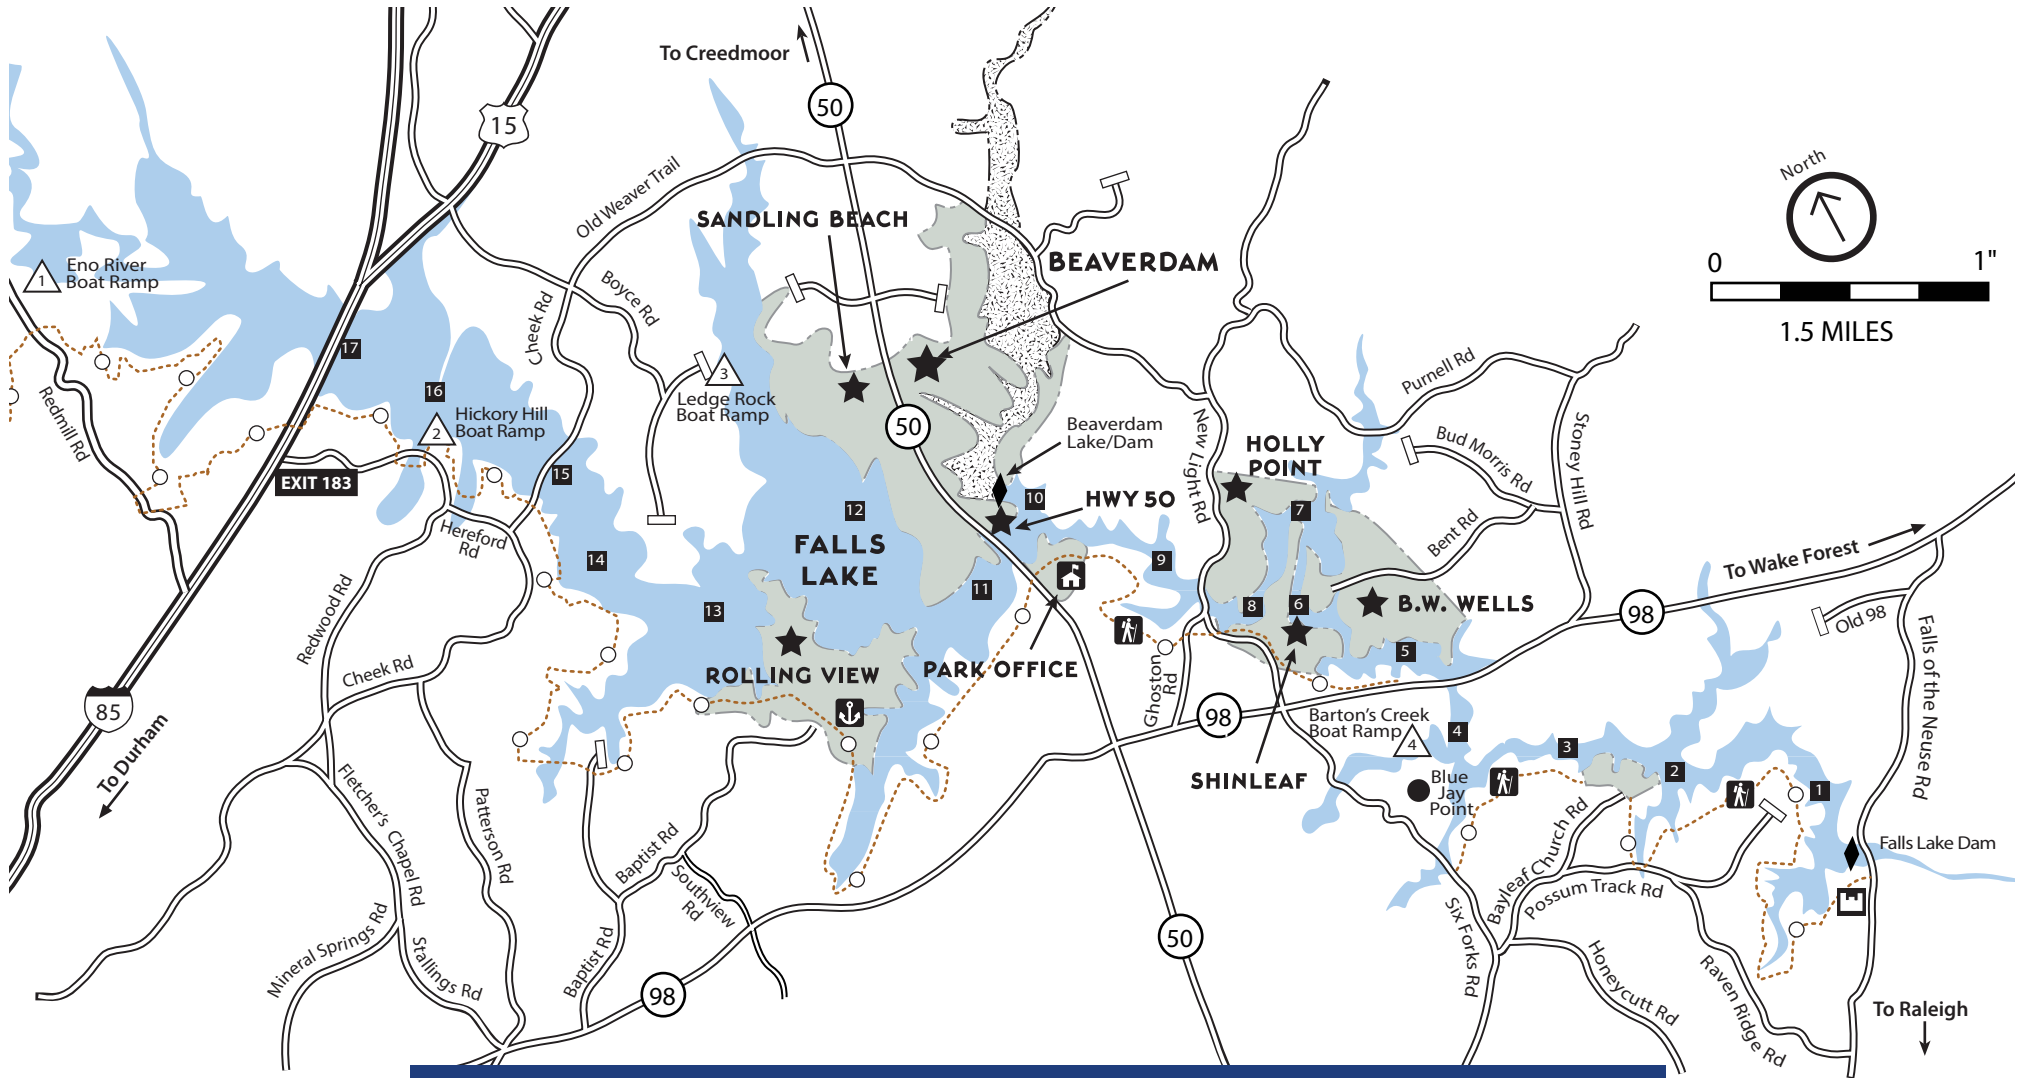 To Creedmoor
50
15
North
0
1"
1.5 MILES
Old Weaver Trail
SANDLING BEACH
BEAVERDAM
1
Eno River
Boat Ramp
Boyce Rd
Cheek Rd
17
16
3
Ledge Rock
Boat Ramp
Redmill Rd
2
Hickory Hill
Boat Ramp
50
Beaverdam
Lake/Dam
New Light Rd
HOLLY
POINT
Purnell Rd
Bud Morris Rd
Stoney Hill Rd
Bent Rd
EXIT 183
15
Hereford
Rd
12
10
HWY 50
7
FALLS
LAKE
14
9
11
To Wake Forest
13
8
6
B.W. WELLS
98
Old 98
Redwood Rd
Cheek Rd
ROLLING VIEW
PARK OFFICE
5
Ghoston
Rd
Falls of the Neuse Rd
85
To Durham
98
Barton's Creek
Boat Ramp
4
4
3
2
1
SHINLEAF
Blue
Jay
Point
Fletcher's Chapel Rd
Patterson Rd
Baptist Rd
Southview
Rd
Bayleaf Church Rd
Possum Track Rd
Falls Lake Dam
Six Forks Rd
Mineral Springs Rd
Stallings Rd
Baptist Rd
98
50
Honeycutt Rd
Raven Ridge Rd
To Raleigh